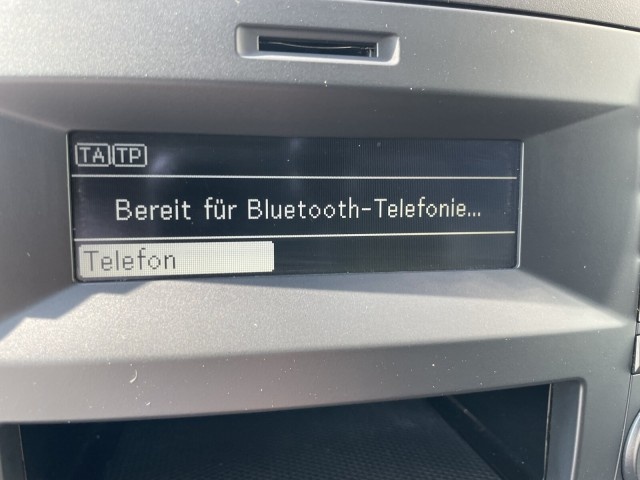 TA TP
Bereit für Bluetooth-Telefonie...
Telefon